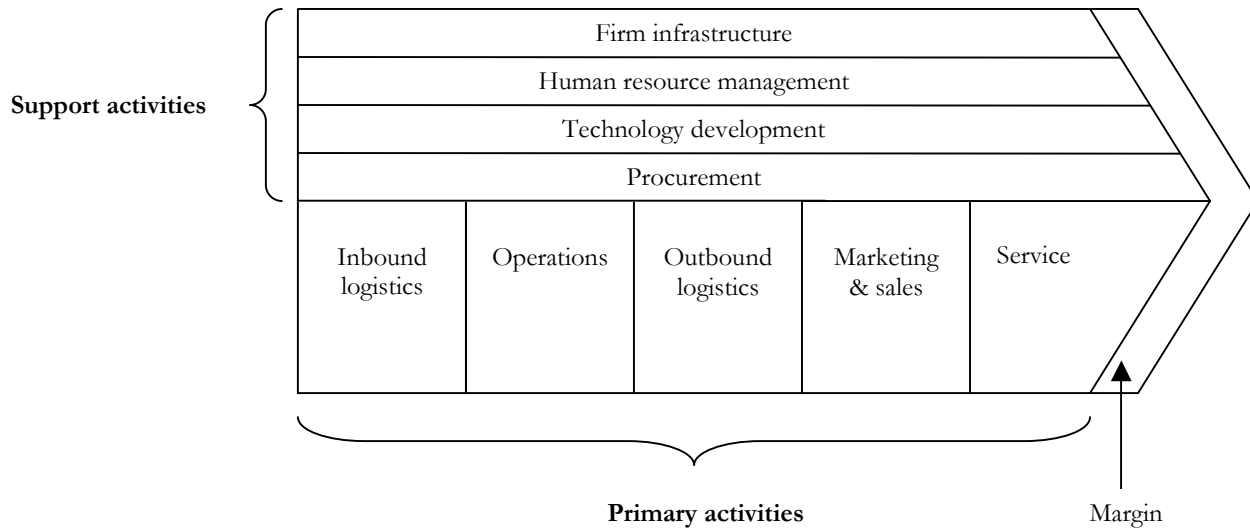 Firm infrastructure
Human resource management
Support activities
Technology development
Procurement
Inbound
logistics
Operations
Outbound
logistics
Marketing
& sales
Service
Primary activities
Margin